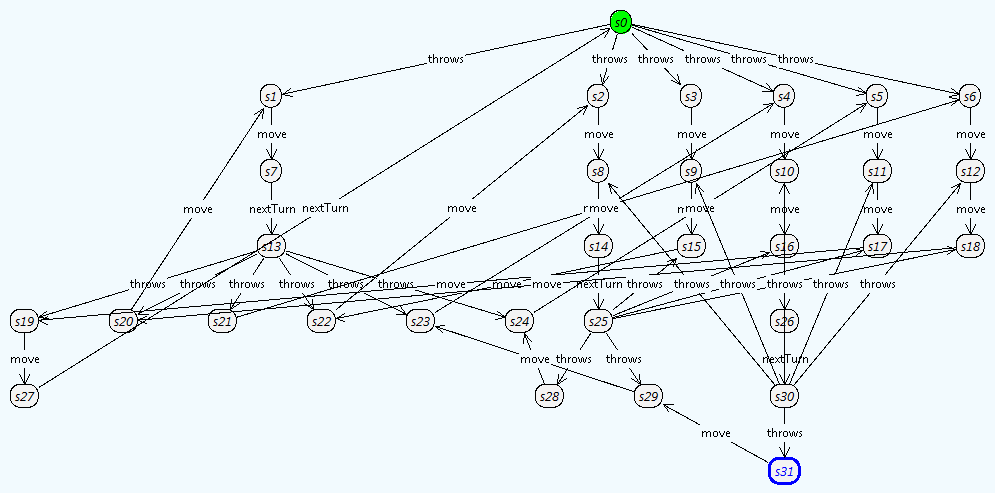 s0
throws throws throws throws throws throws
s1 s2 s3 s4 s5 s6
move move move move move move
s7 s8 s9 s10 s11 s12
move nextTurn nextTurn move move move move move move
s13 s14 s15 s16 s17 s18
throws throws throws throws throws throws move move move nextTurn throws throws throws throws throws throws
s19 s20 s21 s22 s23 s24 s25 s26
move move throws throws nextTurn
s27 s28 s29 s30
move throws
s31